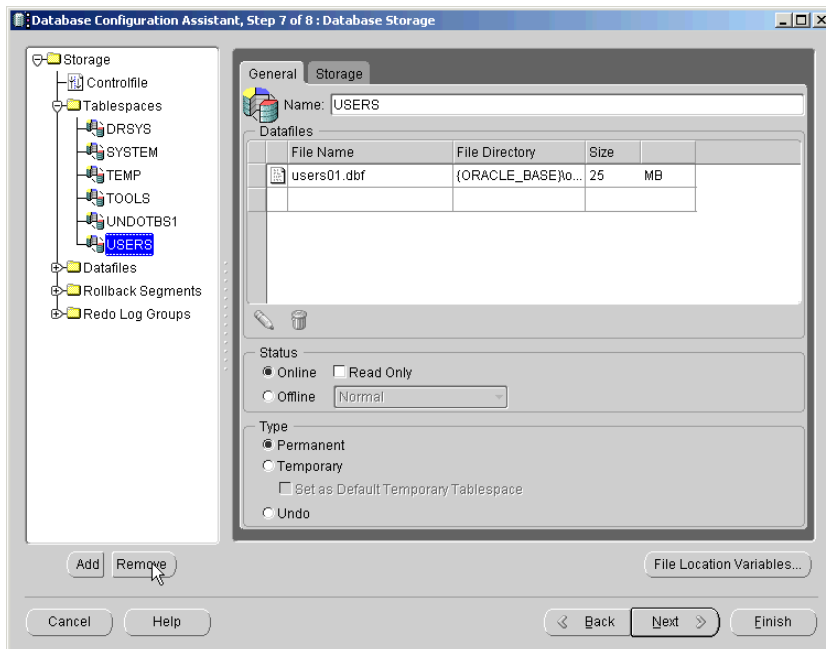 Database Configuration Assistant, Step 7 of 8 : Database Storage
Storage
Controlfile
Tablespaces
DRSYS
SYSTEM
TEMP
TOOLS
UNDOTBS1
USERS
Datafiles
Rollback Segments
Redo Log Groups
Add Remove
General Storage
Name: USERS
Datafiles
File Name File Directory Size
users01.dbf {ORACLE_BASE}\o... 25 MB
Status
Online Read Only
Offline Normal
Type
Permanent
Temporary
Set as Default Temporary Tablespace
Undo
File Location Variables...
Cancel Help Back Next Finish